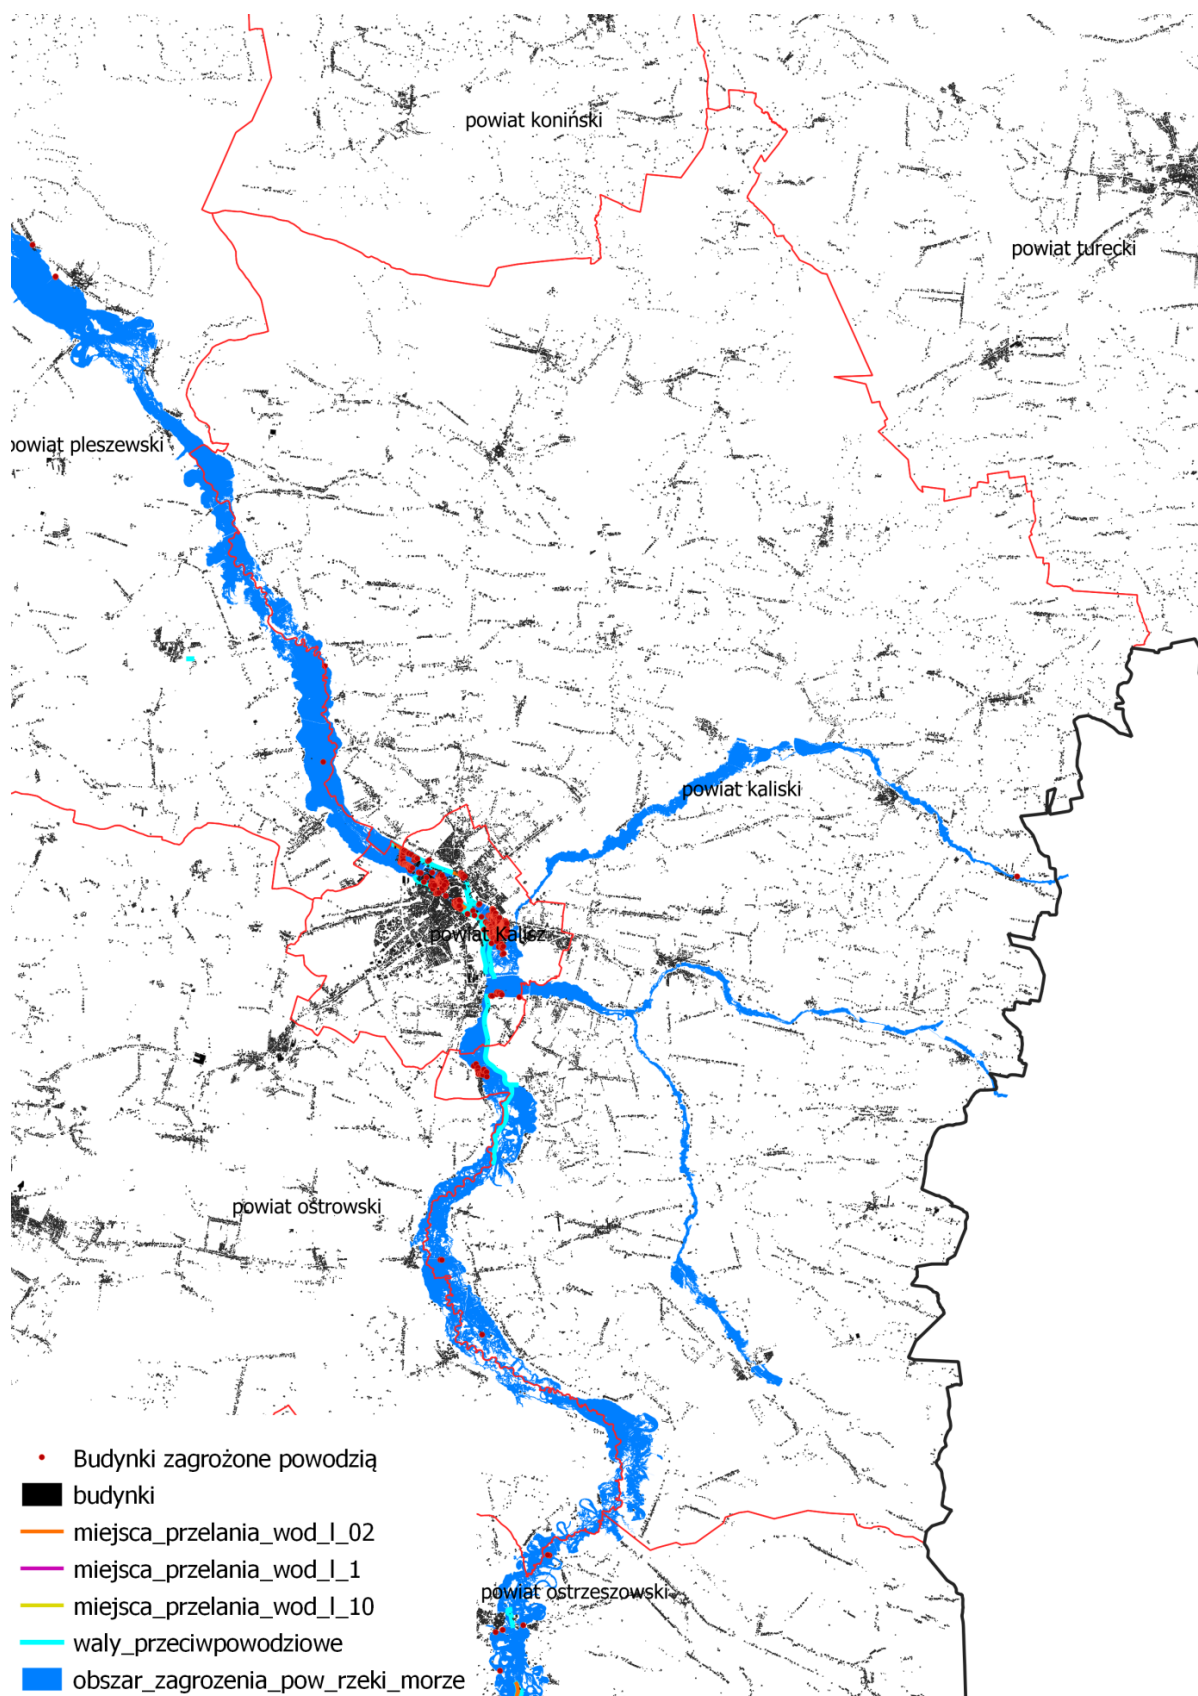 powiat koniński
powiat turecki
powiat pleszewski
powiat kaliski
powiat Kalisz
powiat ostrowski
powiat ostrzeszowski
Budynki zagrożone powodzią
budynki
miejsca_przelania_wod_l_02
miejsca_przelania_wod_l_1
miejsca_przelania_wod_l_10
waly_przeciwpowodziowe
obszar_zagrozenia_pow_rzeki_morze